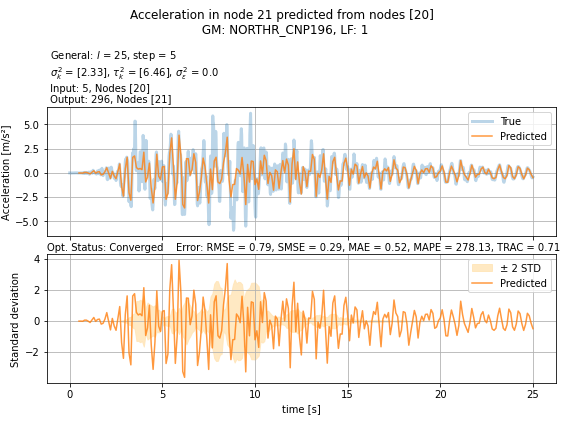 Acceleration in node 21 predicted from nodes [20]
GM: NORTHR_CNP196, LF: 1
General: l = 25, step = 5
σ²ₖ = [2.33], τ²ₖ = [6.46], σ²ε = 0.0
Input: 5, Nodes [20]
Output: 296, Nodes [21]
Acceleration [m/s²]
5.0
2.5
0.0
−2.5
−5.0
True
Predicted
Opt. Status: Converged Error: RMSE = 0.79, SMSE = 0.29, MAE = 0.52, MAPE = 278.13, TRAC = 0.71
Standard deviation
4
2
0
−2
± 2 STD
Predicted
0 5 10 15 20 25
time [s]